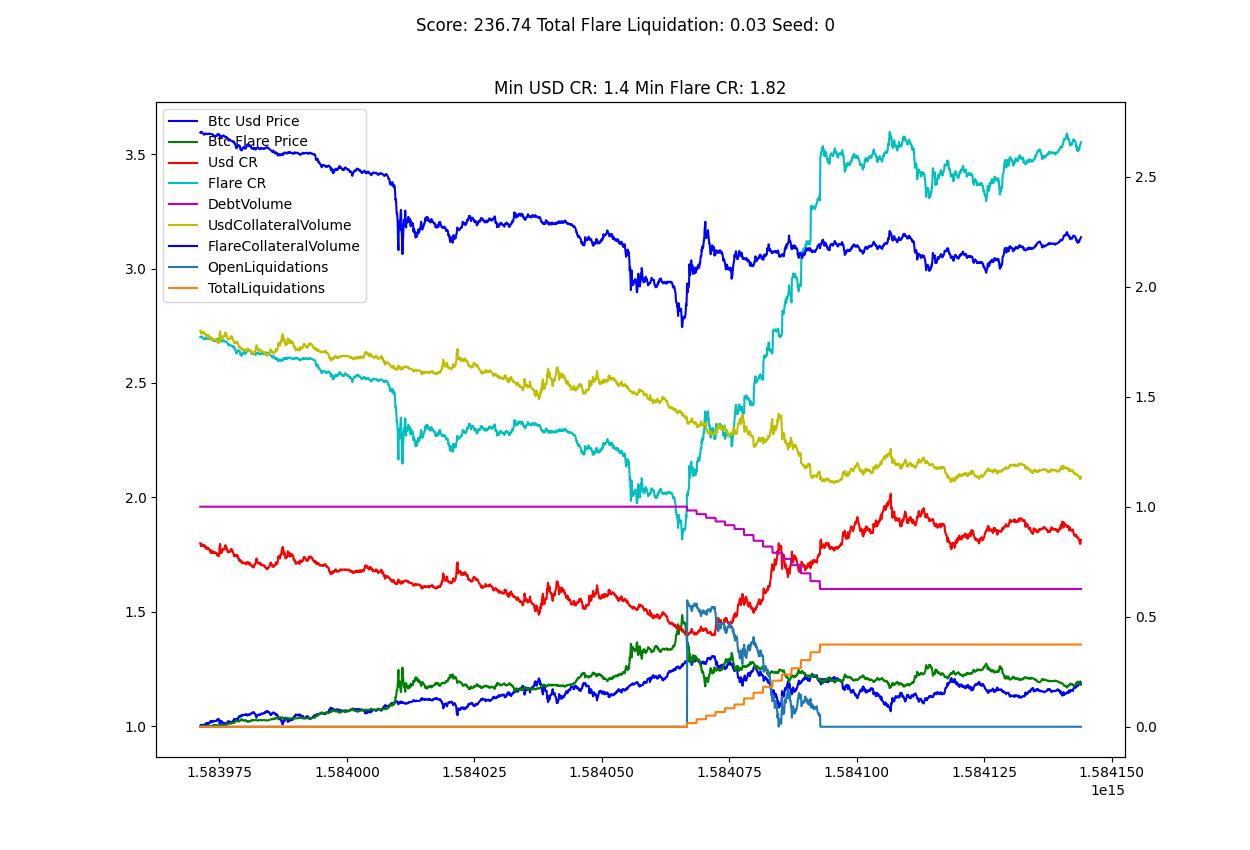 Score: 236.74 Total Flare Liquidation: 0.03 Seed: 0
Min USD CR: 1.4 Min Flare CR: 1.82
Btc Usd Price
Btc Flare Price
Usd CR
Flare CR
DebtVolume
UsdCollateralVolume
FlareCollateralVolume
OpenLiquidations
TotalLiquidations
3.5
3.0
2.5
2.0
1.5
1.0
2.5
2.0
1.5
1.0
0.5
0.0
1.583975 1.584000 1.584025 1.584050 1.584075 1.584100 1.584125 1.584150
1e15